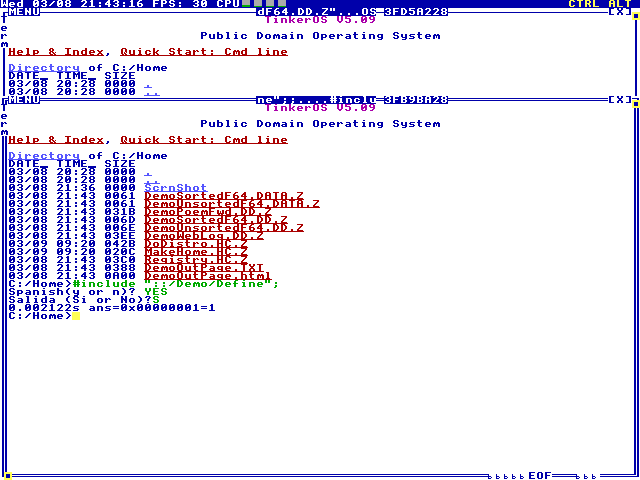 Wed 03/08 21:43:16 FPS: 30 CPU CTRL ALT
MENU dF64.DD.Z"...OS 3FD5A228 [X]
Term
TinkerOS V5.09
Public Domain Operating System
Help & Index, Quick Start: Cmd line
Directory of C:/Home
DATE_ TIME_ SIZE
03/08 20:28 0000 .
03/08 20:28 0000 ..
MENU ne";;....#inclu 3FB98A28 [X]
Term
TinkerOS V5.09
Public Domain Operating System
Help & Index, Quick Start: Cmd line
Directory of C:/Home
DATE_ TIME_ SIZE
03/08 20:28 0000 .
03/08 20:28 0000 ..
03/08 21:36 0000 ScrnShot
03/08 21:43 0061 DemoSortedF64.DATA.Z
03/08 21:43 0061 DemoUnsortedF64.DATA.Z
03/08 21:43 031B DemoPoemFwd.DD.Z
03/08 21:43 006D DemoSortedF64.DD.Z
03/08 21:43 006E DemoUnsortedF64.DD.Z
03/08 21:43 03EE DemoWebLog.DD.Z
03/09 09:20 042B DoDistro.HC.Z
03/09 09:20 020C MakeHome.HC.Z
03/08 21:43 03C0 Registry.HC.Z
03/08 21:43 0388 DemoOutPage.TXT
03/08 21:43 0A00 DemoOutPage.html
C:/Home>#include "::/Demo/Define";
Spanish(y or n)? YES
Salida (Si or No)?S
0.002122s ans=0x00000001=1
C:/Home>
EOF